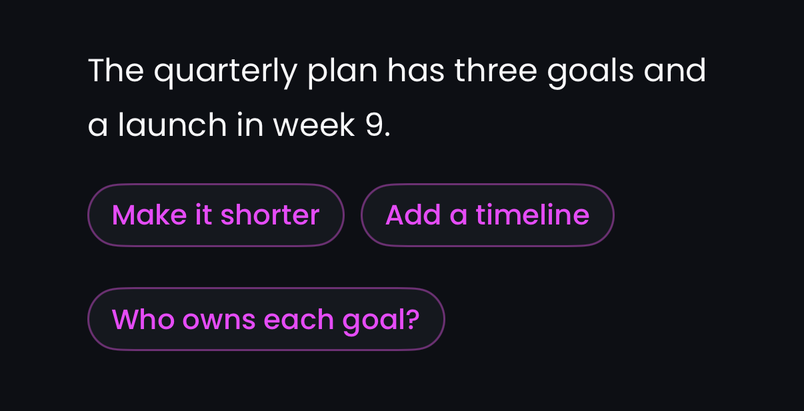 The quarterly plan has three goals and
a launch in week 9.
Make it shorter
Add a timeline
Who owns each goal?